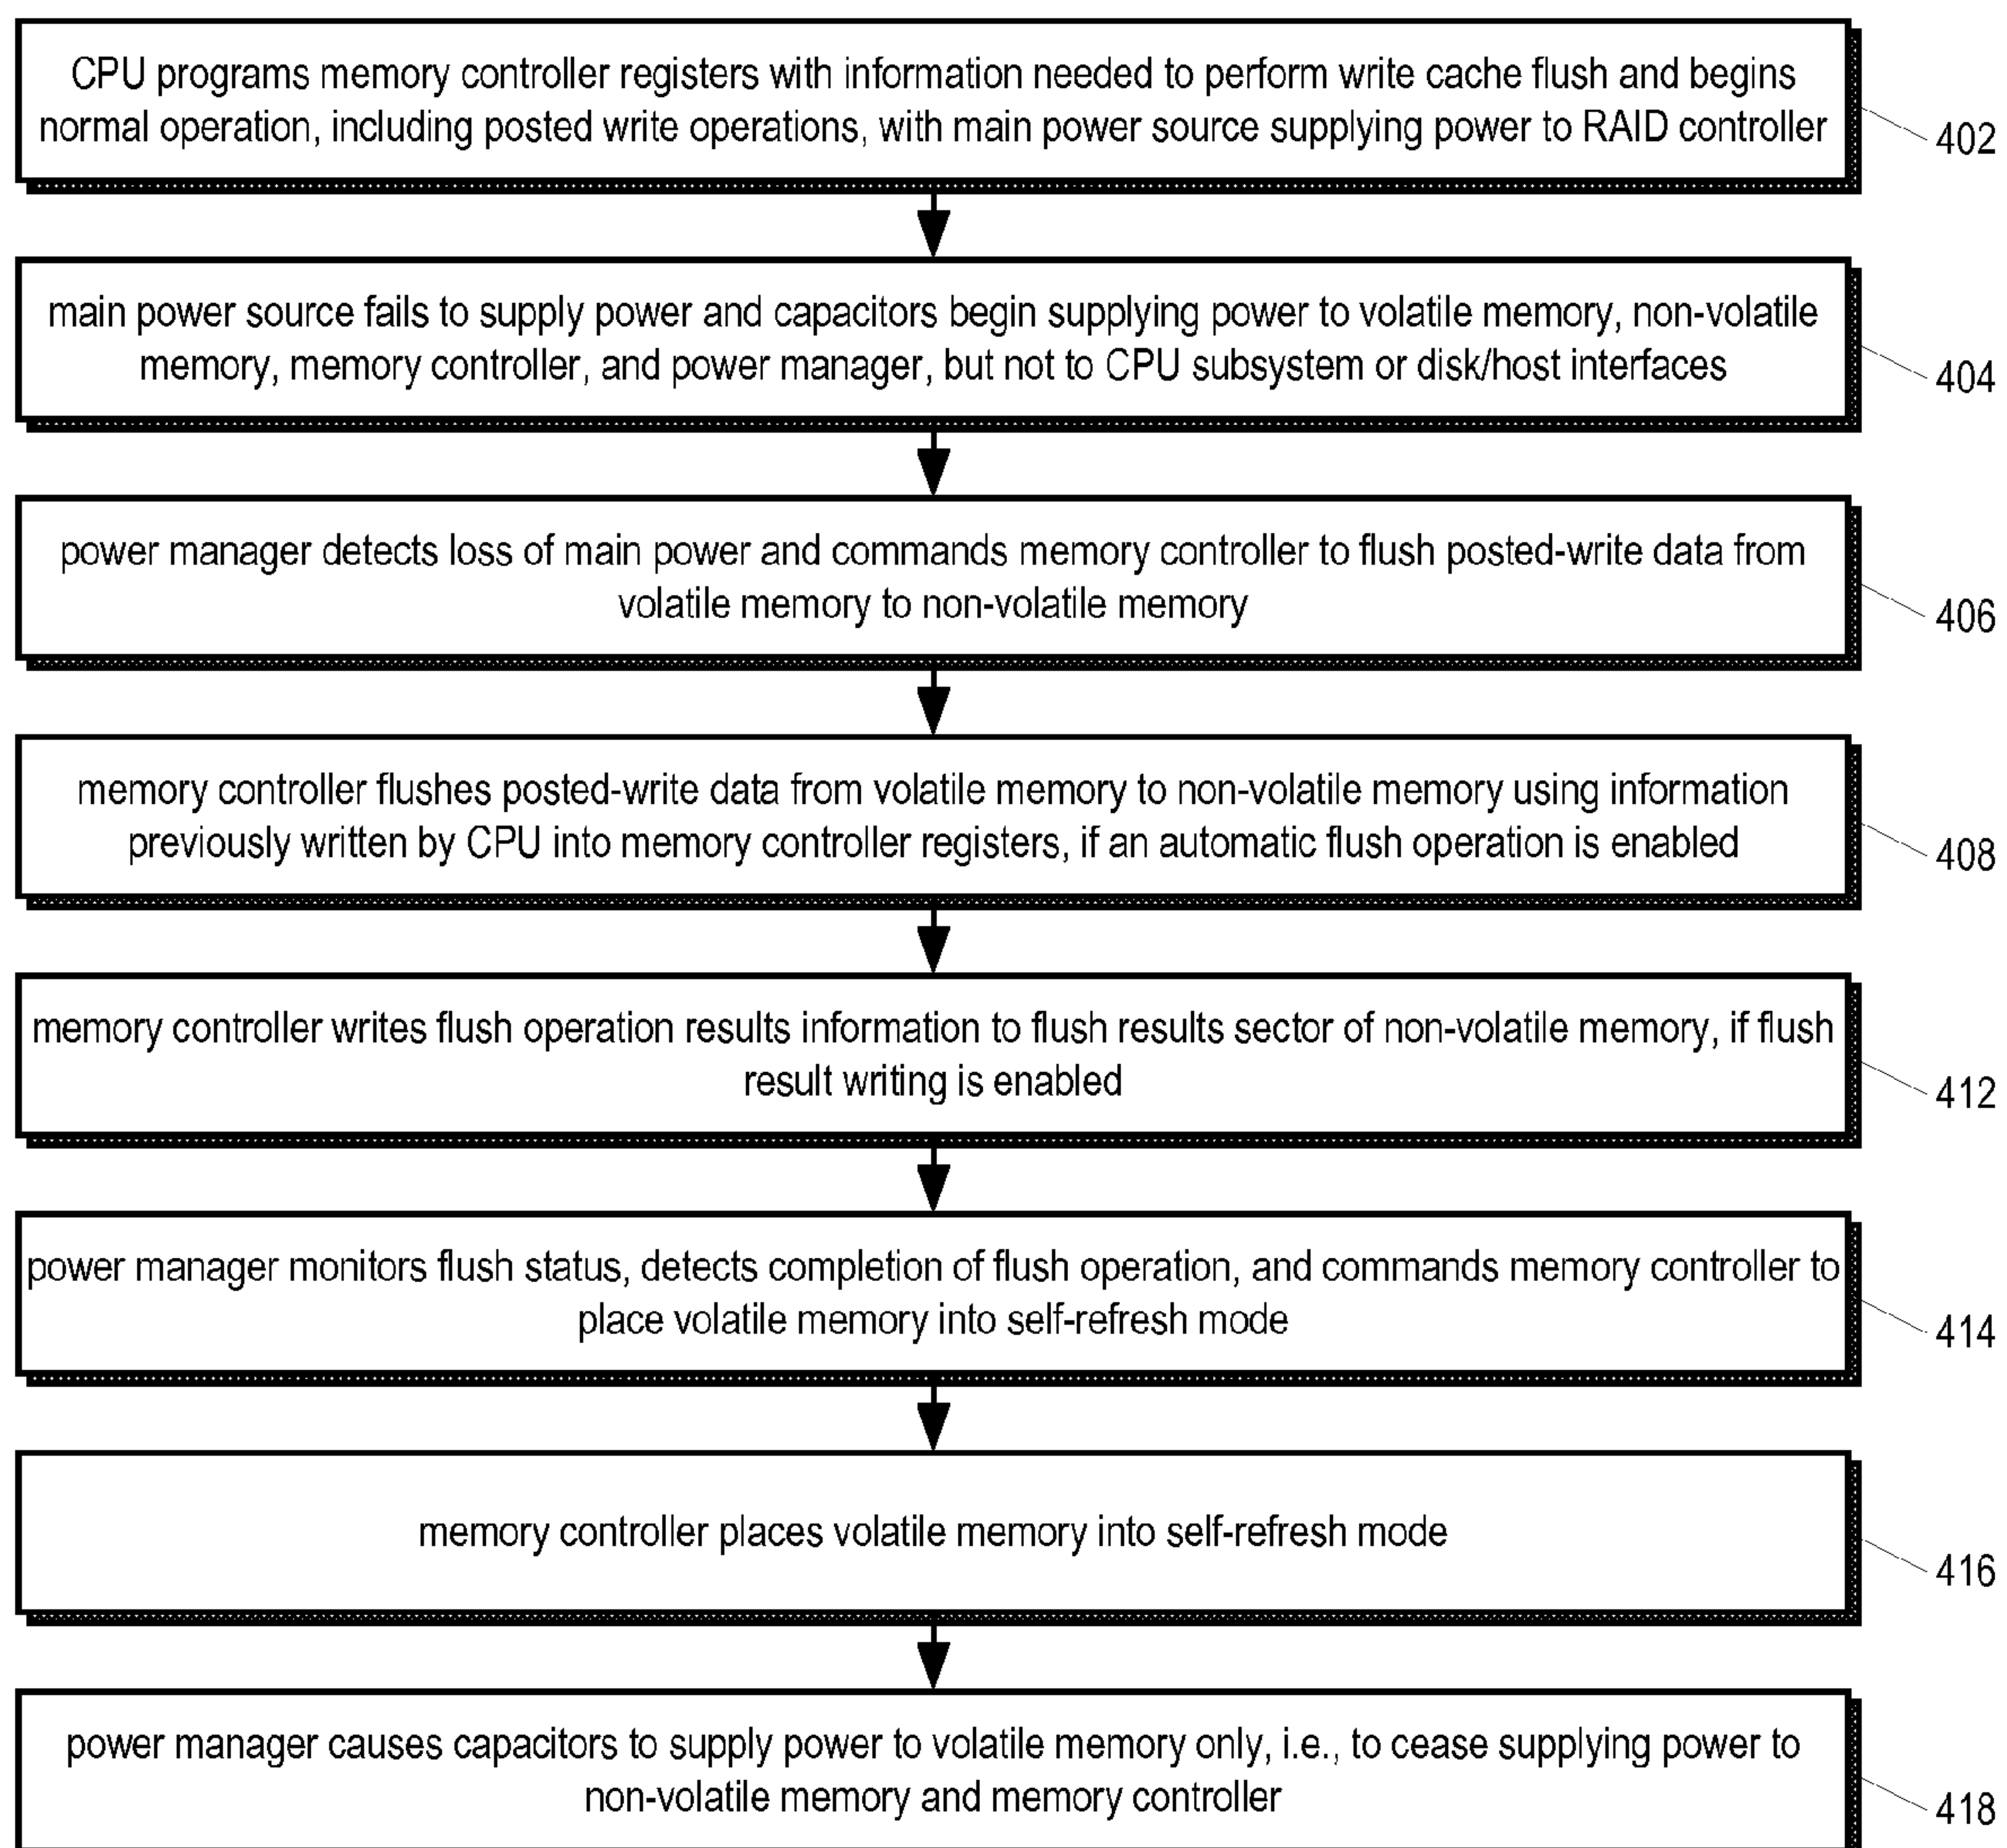 CPU programs memory controller registers with information needed to perform write cache flush and begins
normal operation, including posted write operations, with main power source supplying power to RAID controller
402
main power source fails to supply power and capacitors begin supplying power to volatile memory, non-volatile
memory, memory controller, and power manager, but not to CPU subsystem or disk/host interfaces
404
power manager detects loss of main power and commands memory controller to flush posted-write data from
volatile memory to non-volatile memory
406
memory controller flushes posted-write data from volatile memory to non-volatile memory using information
previously written by CPU into memory controller registers, if an automatic flush operation is enabled
408
memory controller writes flush operation results information to flush results sector of non-volatile memory, if flush
result writing is enabled
412
power manager monitors flush status, detects completion of flush operation, and commands memory controller to
place volatile memory into self-refresh mode
414
memory controller places volatile memory into self-refresh mode
416
power manager causes capacitors to supply power to volatile memory only, i.e., to cease supplying power to
non-volatile memory and memory controller
418